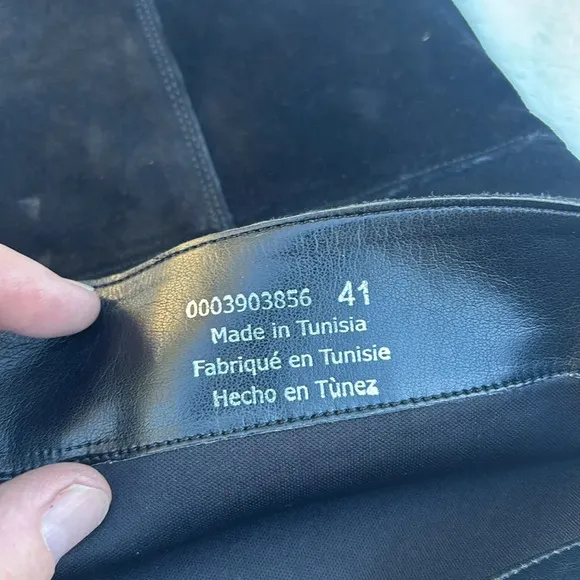 0003903856 41
Made in Tunisia
Fabriqué en Tunisie
Hecho en Tùnez